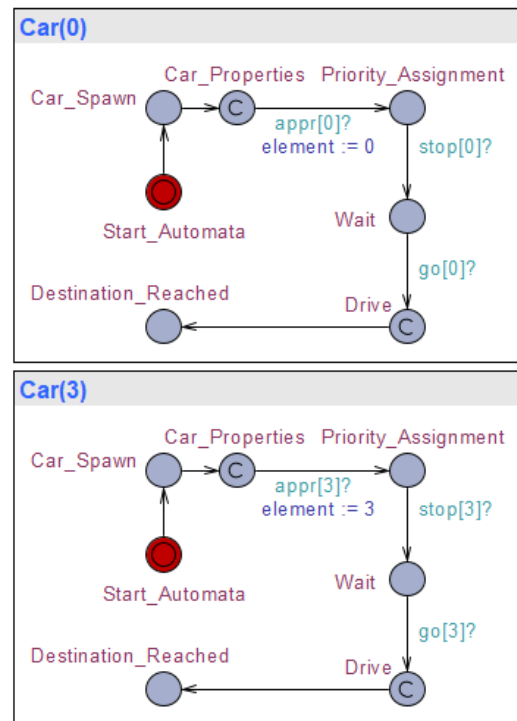 Car(0)
Car_Properties Priority_Assignment
Car_Spawn
C
appr[0]?
element := 0
stop[0]?
Start_Automata
Wait
go[0]?
Destination_Reached
Drive
C
Car(3)
Car_Properties Priority_Assignment
Car_Spawn
C
appr[3]?
element := 3
stop[3]?
Start_Automata
Wait
go[3]?
Destination_Reached
Drive
C